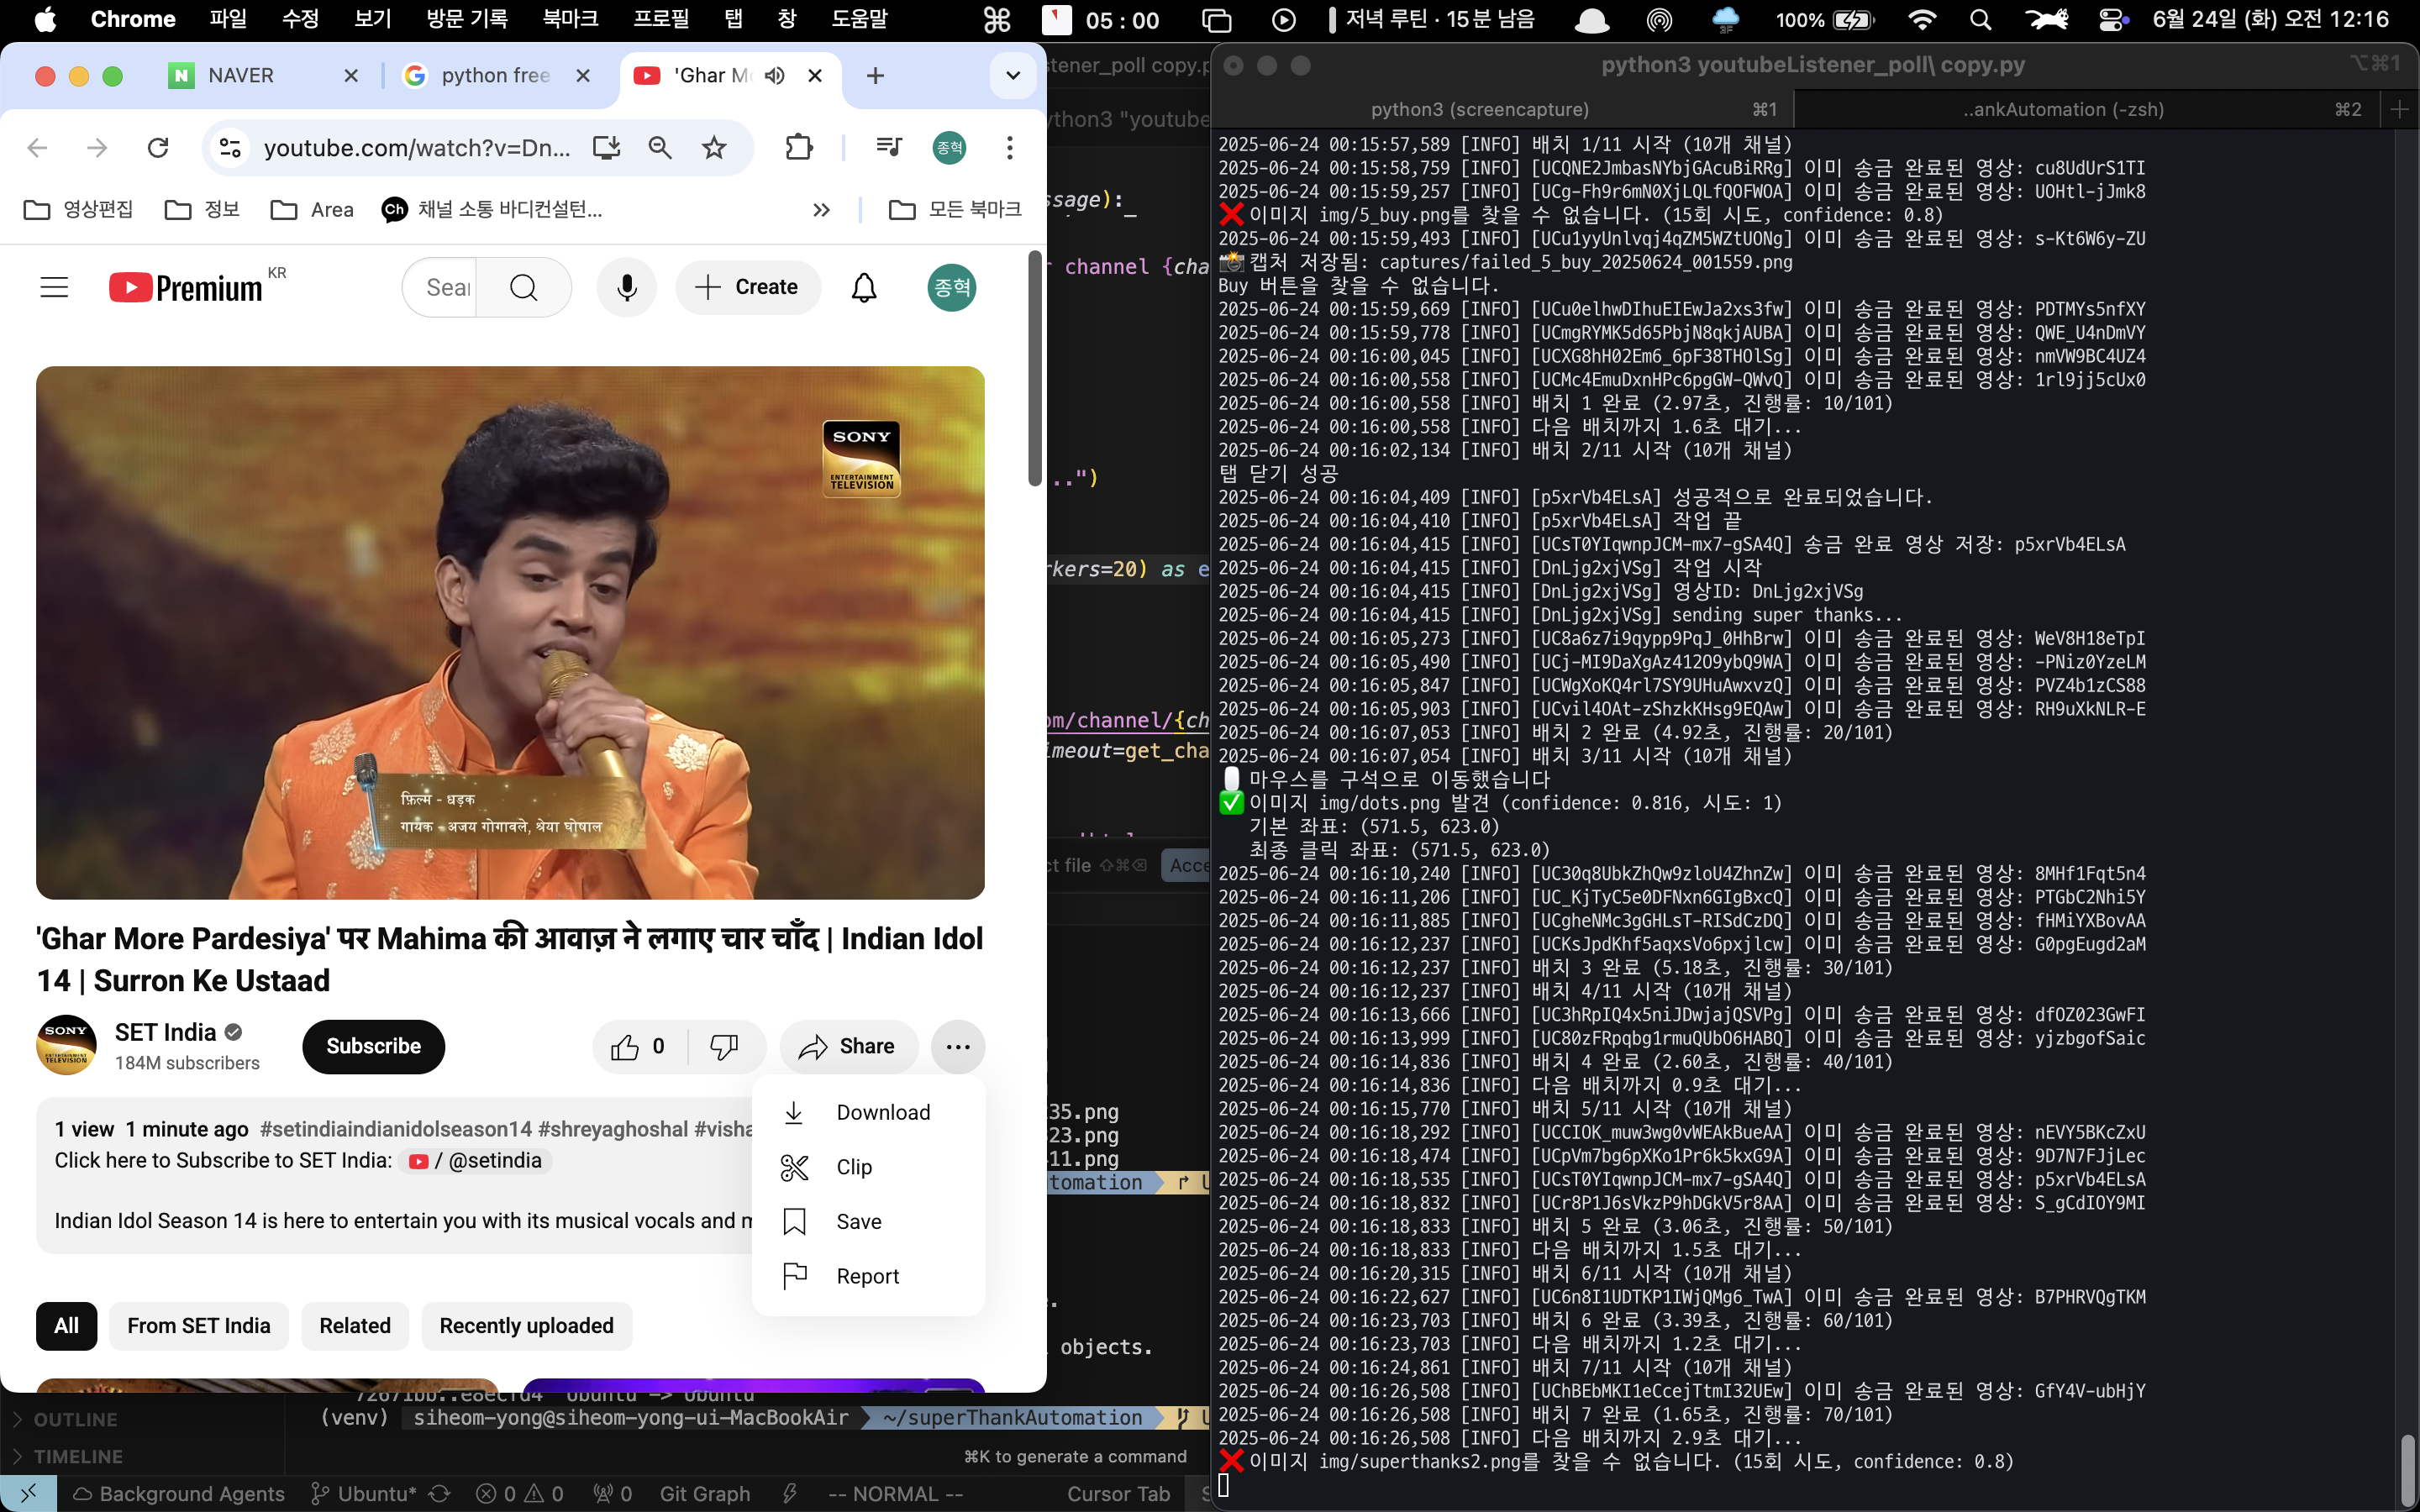 Chrome 파일 수정 보기 방문 기록 북마크 프로필 탭 창 도움말 05 : 00 저녁 루틴 · 15분 남음 3F 100% 6월 24일 (화) 오전 12:16
NAVER python free 'Ghar Mo
youtube.com/watch?v=Dn... 종혁
영상편집 정보 Area Ch 채널 소통 바디컨설턴... » 모든 북마크
Premium KR Sear Create 종혁
SONY
ENTERTAINMENT
TELEVISION
फ़िल्म - धड़क
गायक - अजय गोगावले, श्रेया घोषाल
'Ghar More Pardesiya' पर Mahima की आवाज़ ने लगाए चार चाँद | Indian Idol
14 | Surron Ke Ustaad
SONY
ENTERTAINMENT
TELEVISION
SET India
184M subscribers
Subscribe 0 Share ...
Download
Clip
Save
Report
1 view 1 minute ago #setindiaindianidolseason14 #shreyaghoshal #visha
Click here to Subscribe to SET India: / @setindia
Indian Idol Season 14 is here to entertain you with its musical vocals and m
All From SET India Related Recently uploaded
stener_poll copy.p
ython3 "youtube
ssage):
r channel {cha
..")
rkers=20) as e
om/channel/{ch
imeout=get_cha
ct file ⇧⌘⌫ Acce
35.png
23.png
11.png
tomation
objects.
(venv) siheom-yong@siheom-yong-ui-MacBookAir ~/superThankAutomation
OUTLINE
TIMELINE
⌘K to generate a command
Background Agents Ubuntu* 0 0 0 Git Graph -- NORMAL -- Cursor Tab
python3 youtubeListener_poll\ copy.py ⌥⌘1
python3 (screencapture) ⌘1 ..ankAutomation (-zsh) ⌘2
2025-06-24 00:15:57,589 [INFO] 배치 1/11 시작 (10개 채널)
2025-06-24 00:15:58,759 [INFO] [UCQNE2JmbasNYbjGAcuBiRRg] 이미 송금 완료된 영상: cu8UdUrS1TI
2025-06-24 00:15:59,257 [INFO] [UCg-Fh9r6mN0XjLQLfQOFWOA] 이미 송금 완료된 영상: UOHtl-jJmk8
❌이미지 img/5_buy.png를 찾을 수 없습니다. (15회 시도, confidence: 0.8)
2025-06-24 00:15:59,493 [INFO] [UCu1yyUnlvqj4qZM5WZtUONg] 이미 송금 완료된 영상: s-Kt6W6y-ZU
📸캡처 저장됨: captures/failed_5_buy_20250624_001559.png
Buy 버튼을 찾을 수 없습니다.
2025-06-24 00:15:59,669 [INFO] [UCu0elhwDIhuEIEwJa2xs3fw] 이미 송금 완료된 영상: PDTMYs5nfXY
2025-06-24 00:15:59,778 [INFO] [UCmgRYMK5d65PbjN8qkjAUBA] 이미 송금 완료된 영상: QWE_U4nDmVY
2025-06-24 00:16:00,045 [INFO] [UCXG8hH02Em6_6pF38THOlSg] 이미 송금 완료된 영상: nmVW9BC4UZ4
2025-06-24 00:16:00,558 [INFO] [UCMc4EmuDxnHPc6pgGW-QWvQ] 이미 송금 완료된 영상: 1rl9jj5cUx0
2025-06-24 00:16:00,558 [INFO] 배치 1 완료 (2.97초, 진행률: 10/101)
2025-06-24 00:16:00,558 [INFO] 다음 배치까지 1.6초 대기...
2025-06-24 00:16:02,134 [INFO] 배치 2/11 시작 (10개 채널)
탭 닫기 성공
2025-06-24 00:16:04,409 [INFO] [p5xrVb4ELsA] 성공적으로 완료되었습니다.
2025-06-24 00:16:04,410 [INFO] [p5xrVb4ELsA] 작업 끝
2025-06-24 00:16:04,415 [INFO] [UCsT0YIqwnpJCM-mx7-gSA4Q] 송금 완료 영상 저장: p5xrVb4ELsA
2025-06-24 00:16:04,415 [INFO] [DnLjg2xjVSg] 작업 시작
2025-06-24 00:16:04,415 [INFO] [DnLjg2xjVSg] 영상ID: DnLjg2xjVSg
2025-06-24 00:16:04,415 [INFO] [DnLjg2xjVSg] sending super thanks...
2025-06-24 00:16:05,273 [INFO] [UC8a6z7i9qypp9PqJ_0HhBrw] 이미 송금 완료된 영상: WeV8H18eTpI
2025-06-24 00:16:05,490 [INFO] [UCj-MI9DaXgAz412O9ybQ9WA] 이미 송금 완료된 영상: -PNiz0YzeLM
2025-06-24 00:16:05,847 [INFO] [UCWgXoKQ4rl7SY9UHuAwxvzQ] 이미 송금 완료된 영상: PVZ4b1zCS88
2025-06-24 00:16:05,903 [INFO] [UCvil4OAt-zShzkKHsg9EQAw] 이미 송금 완료된 영상: RH9uXkNLR-E
2025-06-24 00:16:07,053 [INFO] 배치 2 완료 (4.92초, 진행률: 20/101)
2025-06-24 00:16:07,054 [INFO] 배치 3/11 시작 (10개 채널)
마우스를 구석으로 이동했습니다
✅이미지 img/dots.png 발견 (confidence: 0.816, 시도: 1)
기본 좌표: (571.5, 623.0)
최종 클릭 좌표: (571.5, 623.0)
2025-06-24 00:16:10,240 [INFO] [UC30q8UbkZhQw9zloU4ZhnZw] 이미 송금 완료된 영상: 8MHf1Fqt5n4
2025-06-24 00:16:11,206 [INFO] [UC_KjTyC5e0DFNxn6GIgBxcQ] 이미 송금 완료된 영상: PTGbC2Nhi5Y
2025-06-24 00:16:11,885 [INFO] [UCgheNMc3gGHLsT-RISdCzDQ] 이미 송금 완료된 영상: fHMiYXBovAA
2025-06-24 00:16:12,237 [INFO] [UCKsJpdKhf5aqxsVo6pxjlcw] 이미 송금 완료된 영상: G0pgEugd2aM
2025-06-24 00:16:12,237 [INFO] 배치 3 완료 (5.18초, 진행률: 30/101)
2025-06-24 00:16:12,237 [INFO] 배치 4/11 시작 (10개 채널)
2025-06-24 00:16:13,666 [INFO] [UC3hRpIQ4x5niJDwjajQSVPg] 이미 송금 완료된 영상: dfOZ023GwFI
2025-06-24 00:16:13,999 [INFO] [UC80zFRpqbg1rmuQUbO6HABQ] 이미 송금 완료된 영상: yjzbgofSaic
2025-06-24 00:16:14,836 [INFO] 배치 4 완료 (2.60초, 진행률: 40/101)
2025-06-24 00:16:14,836 [INFO] 다음 배치까지 0.9초 대기...
2025-06-24 00:16:15,770 [INFO] 배치 5/11 시작 (10개 채널)
2025-06-24 00:16:18,292 [INFO] [UCCIOK_muw3wg0vWEAkBueAA] 이미 송금 완료된 영상: nEVY5BKcZxU
2025-06-24 00:16:18,474 [INFO] [UCpVm7bg6pXKo1Pr6k5kxG9A] 이미 송금 완료된 영상: 9D7N7FJjLec
2025-06-24 00:16:18,535 [INFO] [UCsT0YIqwnpJCM-mx7-gSA4Q] 이미 송금 완료된 영상: p5xrVb4ELsA
2025-06-24 00:16:18,832 [INFO] [UCr8P1J6sVkzP9hDGkV5r8AA] 이미 송금 완료된 영상: S_gCdIOY9MI
2025-06-24 00:16:18,833 [INFO] 배치 5 완료 (3.06초, 진행률: 50/101)
2025-06-24 00:16:18,833 [INFO] 다음 배치까지 1.5초 대기...
2025-06-24 00:16:20,315 [INFO] 배치 6/11 시작 (10개 채널)
2025-06-24 00:16:22,627 [INFO] [UC6n8I1UDTKP1IWjQMg6_TwA] 이미 송금 완료된 영상: B7PHRVQgTKM
2025-06-24 00:16:23,703 [INFO] 배치 6 완료 (3.39초, 진행률: 60/101)
2025-06-24 00:16:23,703 [INFO] 다음 배치까지 1.2초 대기...
2025-06-24 00:16:24,861 [INFO] 배치 7/11 시작 (10개 채널)
2025-06-24 00:16:26,508 [INFO] [UChBEbMKI1eCcejTtmI32UEw] 이미 송금 완료된 영상: GfY4V-ubHjY
2025-06-24 00:16:26,508 [INFO] 배치 7 완료 (1.65초, 진행률: 70/101)
2025-06-24 00:16:26,508 [INFO] 다음 배치까지 2.9초 대기...
❌이미지 img/superthanks2.png를 찾을 수 없습니다. (15회 시도, confidence: 0.8)